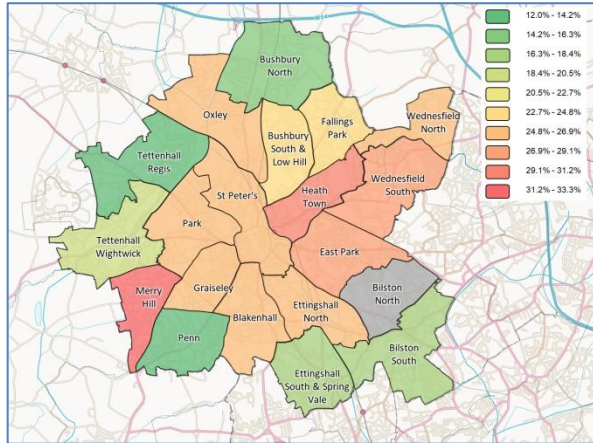 Bushbury
North
Oxley
Bushbury
South &
Low Hill
Fallings
Park
Wednesfield
North
Tettenhall
Regis
St Peter's
Heath
Town
Wednesfield
South
Park
Tettenhall
Wightwick
East Park
Merry
Hill
Graiseley
Bilston
North
Penn
Blakenhall
Ettingshall
North
Bilston
South
Ettingshall
South & Spring
Vale
12.0% - 14.2%
14.2% - 16.3%
16.3% - 18.4%
18.4% - 20.5%
20.5% - 22.7%
22.7% - 24.8%
24.8% - 26.9%
26.9% - 29.1%
29.1% - 31.2%
31.2% - 33.3%